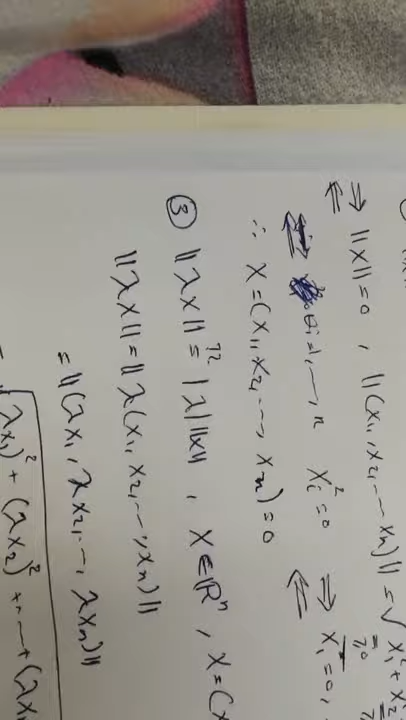 ⇒ ||x||=0 , ||(x₁, x₂, ..., xₙ)|| = √x₁²+x₂
⇐
⇔ ∀i=1, ..., n xᵢ²=0 ⇒ x₁=0,
⇐
∴ x=(x₁, x₂, ..., xₙ)=0
③ ||λx|| = |λ| ||x|| , x∈ℝⁿ , x=(x
||λx||=||λ(x₁, x₂, ..., xₙ)||
=||(λx₁, λx₂, ..., λxₙ)||
= √(λx₁)²+(λx₂)²+...+(λx